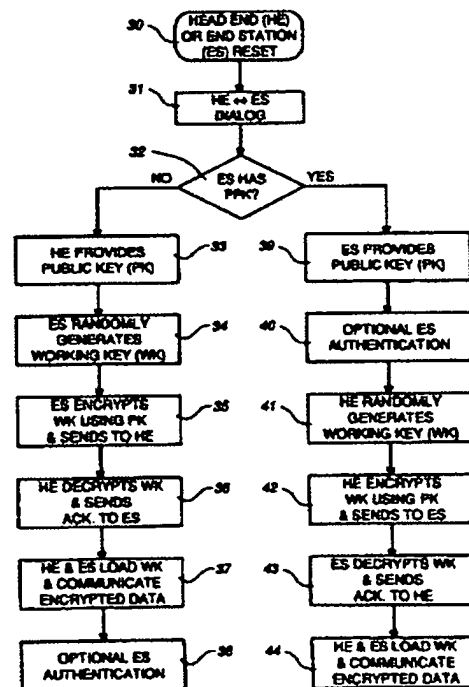 30
HEAD END (HE)
OR END STATION
(ES) RESET
31
HE ↔ ES
DIALOG
32
NO
ES HAS
PPK?
YES
HE PROVIDES
PUBLIC KEY (PK)
33
ES RANDOMLY
GENERATES
WORKING KEY (WK)
34
ES ENCRYPTS
WK USING PK
& SENDS TO HE
35
HE DECRYPTS WK
& SENDS
ACK. TO ES
36
HE & ES LOAD WK
& COMMUNICATE
ENCRYPTED DATA
37
OPTIONAL ES
AUTHENTICATION
38
39
ES PROVIDES
PUBLIC KEY (PK)
40
OPTIONAL ES
AUTHENTICATION
41
HE RANDOMLY
GENERATES
WORKING KEY (WK)
42
HE ENCRYPTS
WK USING PK
& SENDS TO ES
43
ES DECRYPTS WK
& SENDS
ACK. TO HE
44
HE & ES LOAD WK
& COMMUNICATE
ENCRYPTED DATA